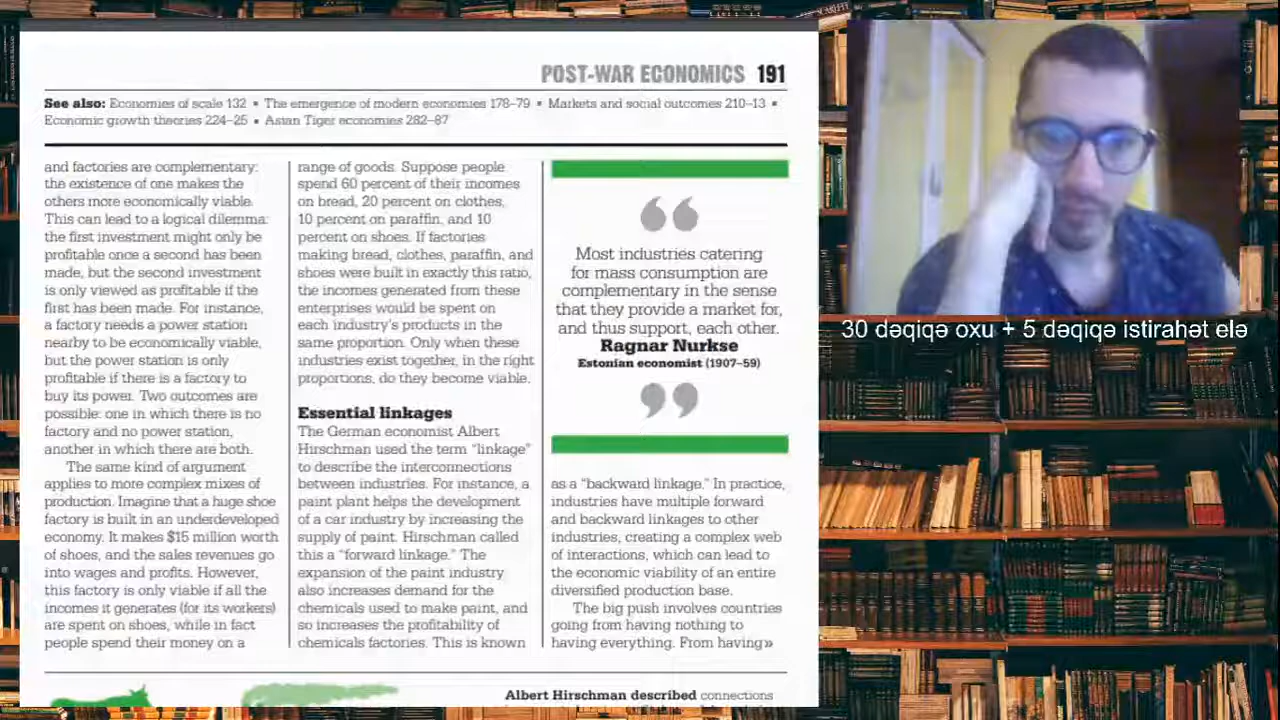 POST-WAR ECONOMICS 191
See also: Economies of scale 132 ▪ The emergence of modern economies 178–79 ▪ Markets and social outcomes 210–13 ▪
Economic growth theories 224–25 ▪ Asian Tiger economies 282–87
and factories are complementary:
the existence of one makes the
others more economically viable.
This can lead to a logical dilemma:
the first investment might only be
profitable once a second has been
made, but the second investment
is only viewed as profitable if the
first has been made. For instance,
a factory needs a power station
nearby to be economically viable,
but the power station is only
profitable if there is a factory to
buy its power. Two outcomes are
possible: one in which there is no
factory and no power station,
another in which there are both.
The same kind of argument
applies to more complex mixes of
production. Imagine that a huge shoe
factory is built in an underdeveloped
economy. It makes $15 million worth
of shoes, and the sales revenues go
into wages and profits. However,
this factory is only viable if all the
incomes it generates (for its workers)
are spent on shoes, while in fact
people spend their money on a
range of goods. Suppose people
spend 60 percent of their incomes
on bread, 20 percent on clothes,
10 percent on paraffin, and 10
percent on shoes. If factories
making bread, clothes, paraffin, and
shoes were built in exactly this ratio,
the incomes generated from these
enterprises would be spent on
each industry's products in the
same proportion. Only when these
industries exist together, in the right
proportions, do they become viable.
Essential linkages
The German economist Albert
Hirschman used the term "linkage"
to describe the interconnections
between industries. For instance, a
paint plant helps the development
of a car industry by increasing the
supply of paint. Hirschman called
this a "forward linkage." The
expansion of the paint industry
also increases demand for the
chemicals used to make paint, and
so increases the profitability of
chemicals factories. This is known
“
Most industries catering
for mass consumption are
complementary in the sense
that they provide a market for,
and thus support, each other.
Ragnar Nurkse
Estonian economist (1907–59)
”
as a "backward linkage." In practice,
industries have multiple forward
and backward linkages to other
industries, creating a complex web
of interactions, which can lead to
the economic viability of an entire
diversified production base.
The big push involves countries
going from having nothing to
having everything. From having»
Albert Hirschman described connections
30 dəqiqə oxu + 5 dəqiqə istirahət elə